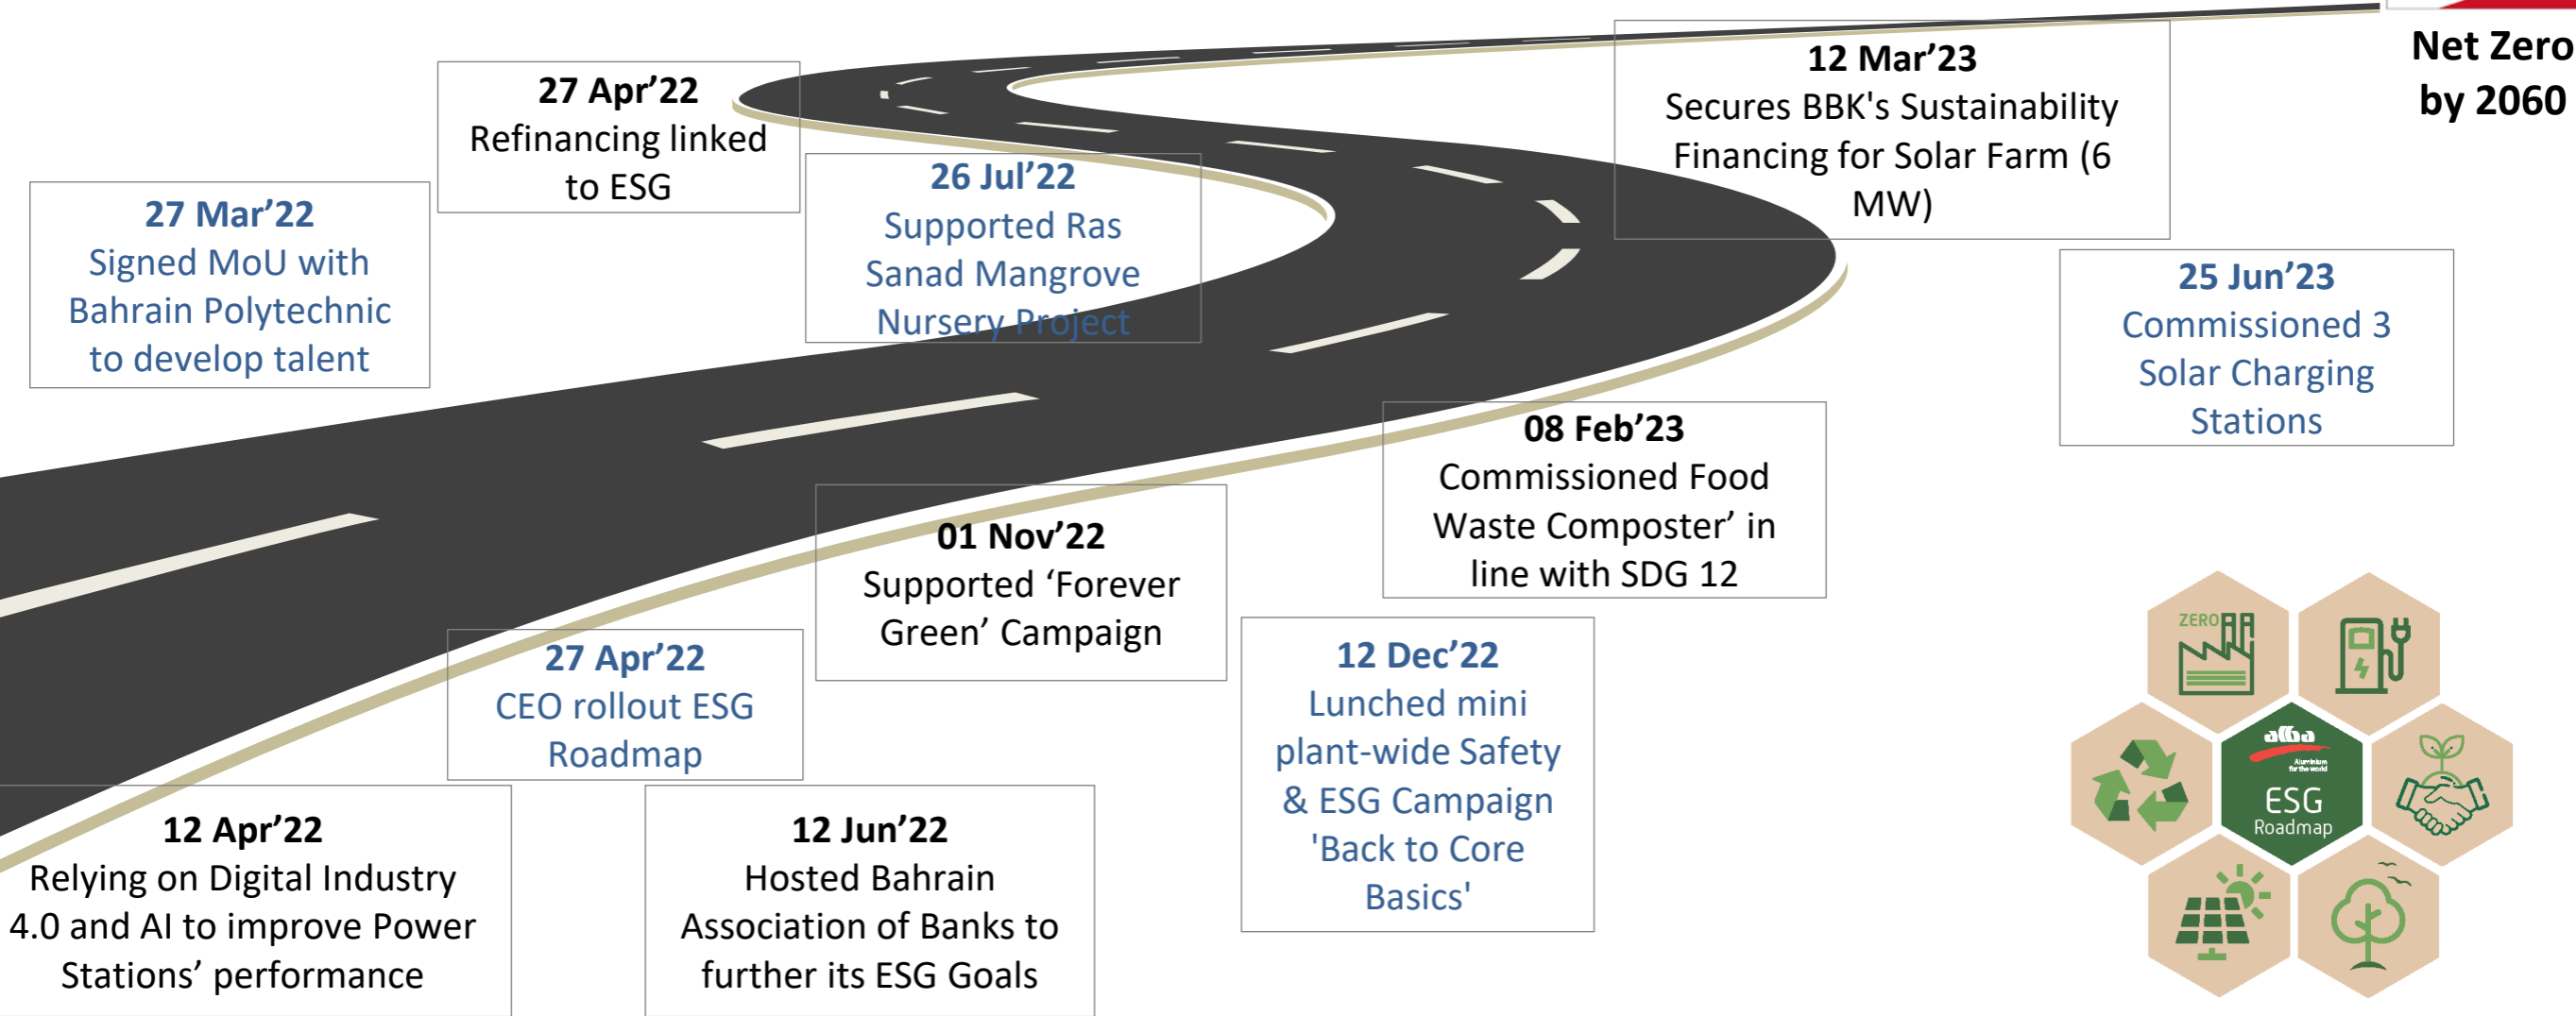 Net Zero
by 2060
27 Mar’22
Signed MoU with
Bahrain Polytechnic
to develop talent
27 Apr’22
Refinancing linked
to ESG
26 Jul’22
Supported Ras
Sanad Mangrove
Nursery Project
12 Mar’23
Secures BBK's Sustainability
Financing for Solar Farm (6
MW)
25 Jun’23
Commissioned 3
Solar Charging
Stations
12 Apr’22
Relying on Digital Industry
4.0 and AI to improve Power
Stations’ performance
27 Apr’22
CEO rollout ESG
Roadmap
12 Jun’22
Hosted Bahrain
Association of Banks to
further its ESG Goals
01 Nov’22
Supported ‘Forever
Green’ Campaign
12 Dec’22
Lunched mini
plant-wide Safety
& ESG Campaign
'Back to Core
Basics'
08 Feb’23
Commissioned Food
Waste Composter’ in
line with SDG 12
ZERO
alba
Aluminium
for the world
ESG
Roadmap